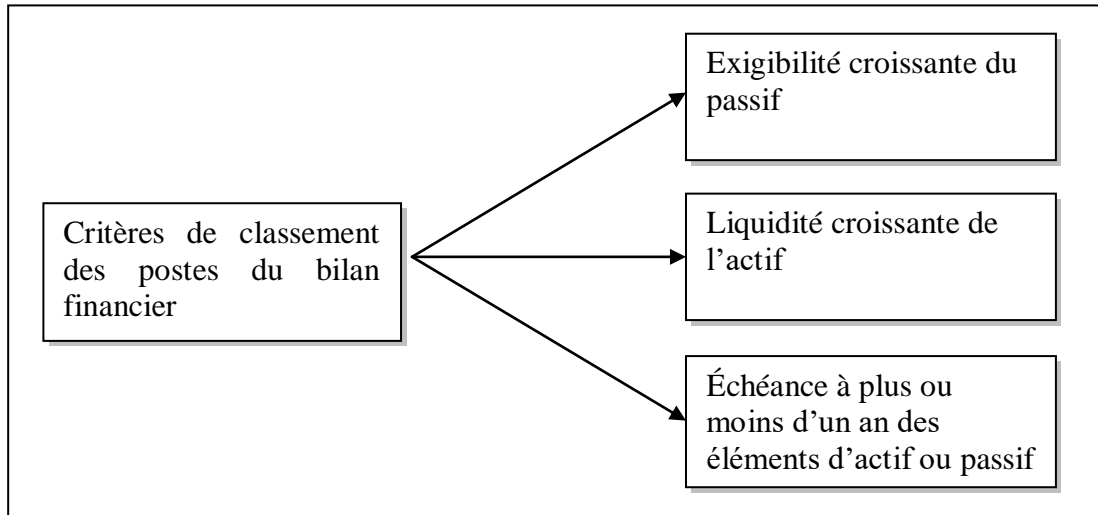 Critères de classement
des postes du bilan
financier
Exigibilité croissante du
passif
Liquidité croissante de
l’actif
Échéance à plus ou
moins d’un an des
éléments d’actif ou passif